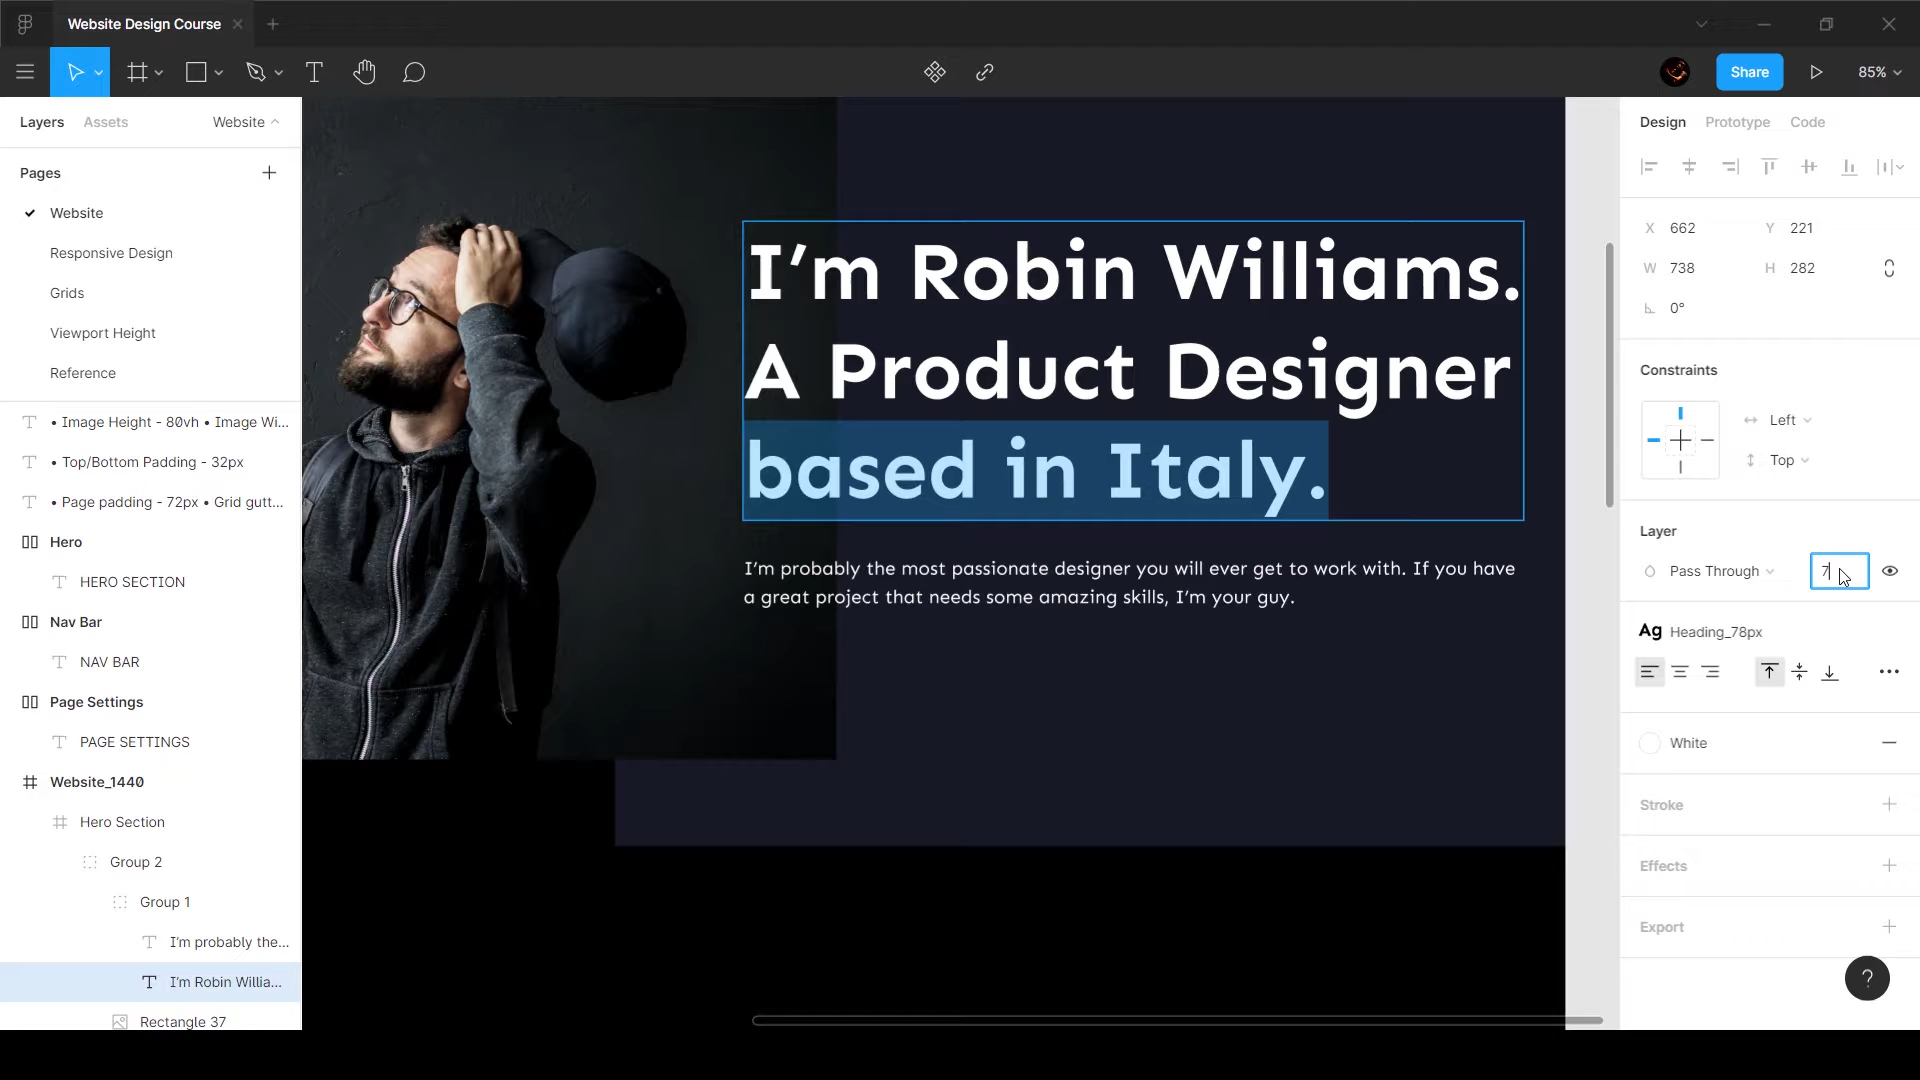 Website Design Course
Share
85%
Layers
Assets
Website
Design
Prototype
Code
Pages
Website
Responsive Design
Grids
Viewport Height
Reference
• Image Height - 80vh • Image Wi...
• Top/Bottom Padding - 32px
• Page padding - 72px • Grid gutt...
Hero
HERO SECTION
Nav Bar
NAV BAR
Page Settings
PAGE SETTINGS
Website_1440
Hero Section
Group 2
Group 1
I'm probably the...
I'm Robin Willia...
Rectangle 37
I'm Robin Williams.
A Product Designer
based in Italy.
I'm probably the most passionate designer you will ever get to work with. If you have
a great project that needs some amazing skills, I'm your guy.
X 662 Y 221
W 738 H 282
0°
Constraints
Left
Top
Layer
Pass Through 7
Ag Heading_78px
White
Stroke
Effects
Export
?